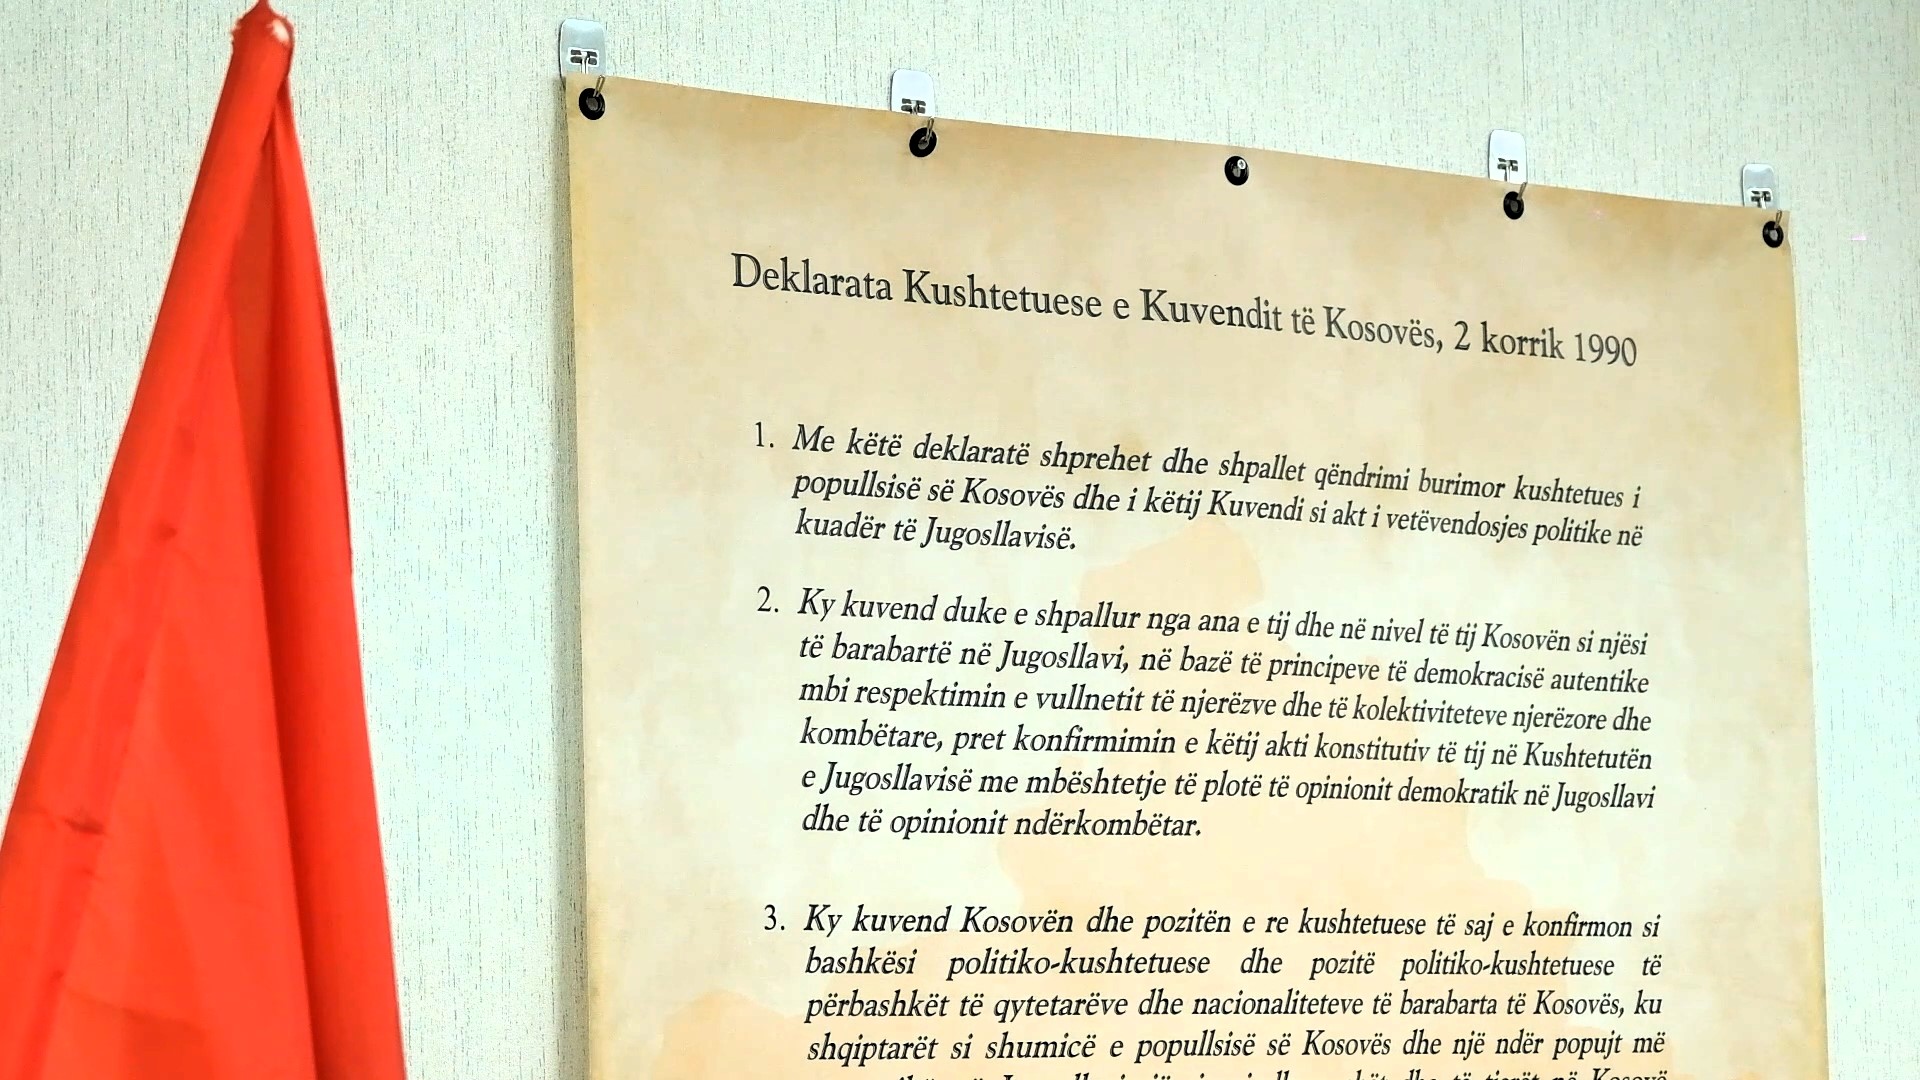 Deklarata Kushtetuese e Kuvendit të Kosovës, 2 korrik 1990
1. Me këtë deklaratë shprehet dhe shpallet qëndrimi burimor kushtetues i
popullsisë së Kosovës dhe i këtij Kuvendi si akt i vetëvendosjes politike në
kuadër të Jugosllavisë.
2. Ky kuvend duke e shpallur nga ana e tij dhe në nivel të tij Kosovën si njësi
të barabartë në Jugosllavi, në bazë të principeve të demokracisë autentike
mbi respektimin e vullnetit të njerëzve dhe të kolektiviteteve njerëzore dhe
kombëtare, pret konfirmimin e këtij akti konstitutiv të tij në Kushtetutën
e Jugosllavisë me mbështetje të plotë të opinionit demokratik në Jugosllavi
dhe të opinionit ndërkombëtar.
3. Ky kuvend Kosovën dhe pozitën e re kushtetuese të saj e konfirmon si
bashkësi politiko-kushtetuese dhe pozitë politiko-kushtetuese të
përbashkët të qytetarëve dhe nacionaliteteve të barabarta të Kosovës, ku
shqiptarët si shumicë e popullsisë së Kosovës dhe një ndër popujt më